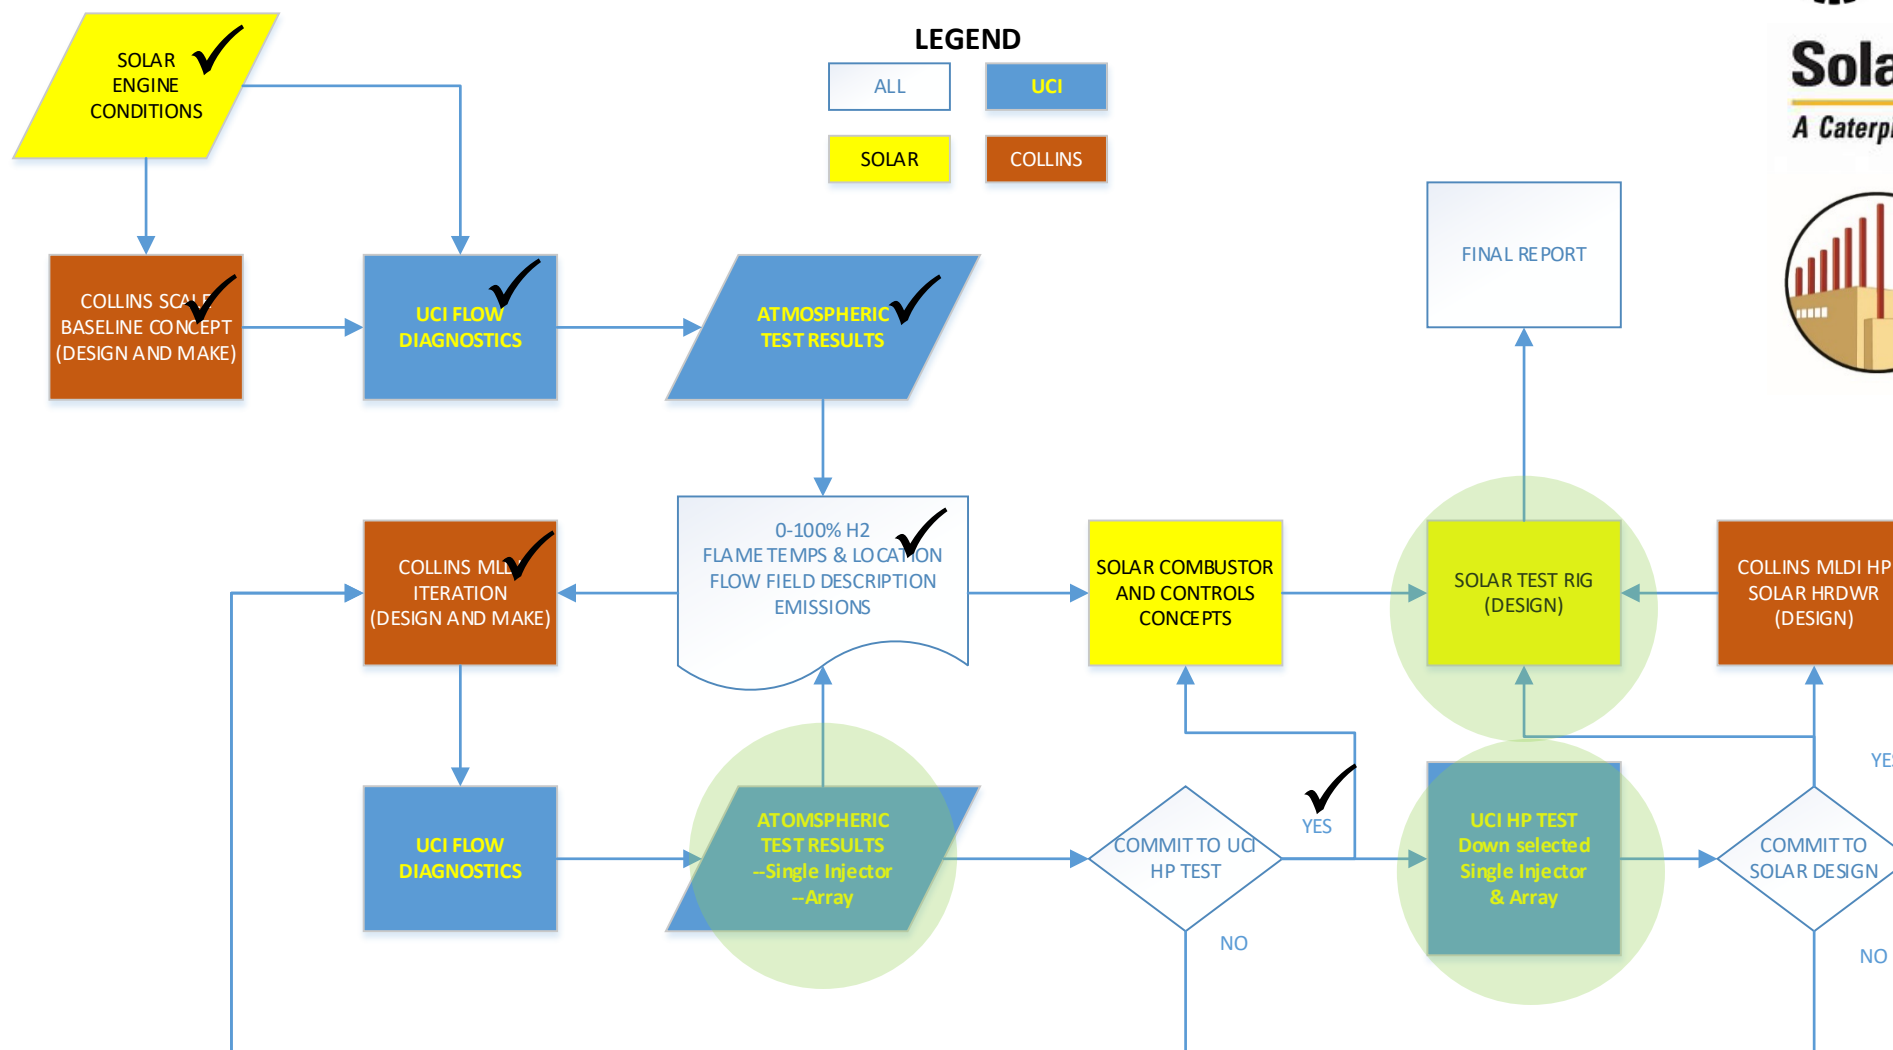 LEGEND
ALL
UCI
SOLAR
COLLINS
SOLAR
ENGINE
CONDITIONS
COLLINS SCALE
BASELINE CONCEPT
(DESIGN AND MAKE)
UCI FLOW
DIAGNOSTICS
ATMOSPHERIC
TEST RESULTS
FINAL REPORT
Sola
A Caterp
COLLINS MLDI
ITERATION
(DESIGN AND MAKE)
0-100% H2
FLAME TEMPS & LOCATION
FLOW FIELD DESCRIPTION
EMISSIONS
SOLAR COMBUSTOR
AND CONTROLS
CONCEPTS
SOLAR TEST RIG
(DESIGN)
COLLINS MLDI HP
SOLAR HRDWR
(DESIGN)
UCI FLOW
DIAGNOSTICS
ATOMSPHERIC
TEST RESULTS
--Single Injector
--Array
COMMIT TO UCI
HP TEST
YES
NO
UCI HP TEST
Down selected
Single Injector
& Array
COMMIT TO
SOLAR DESIGN
YES
NO